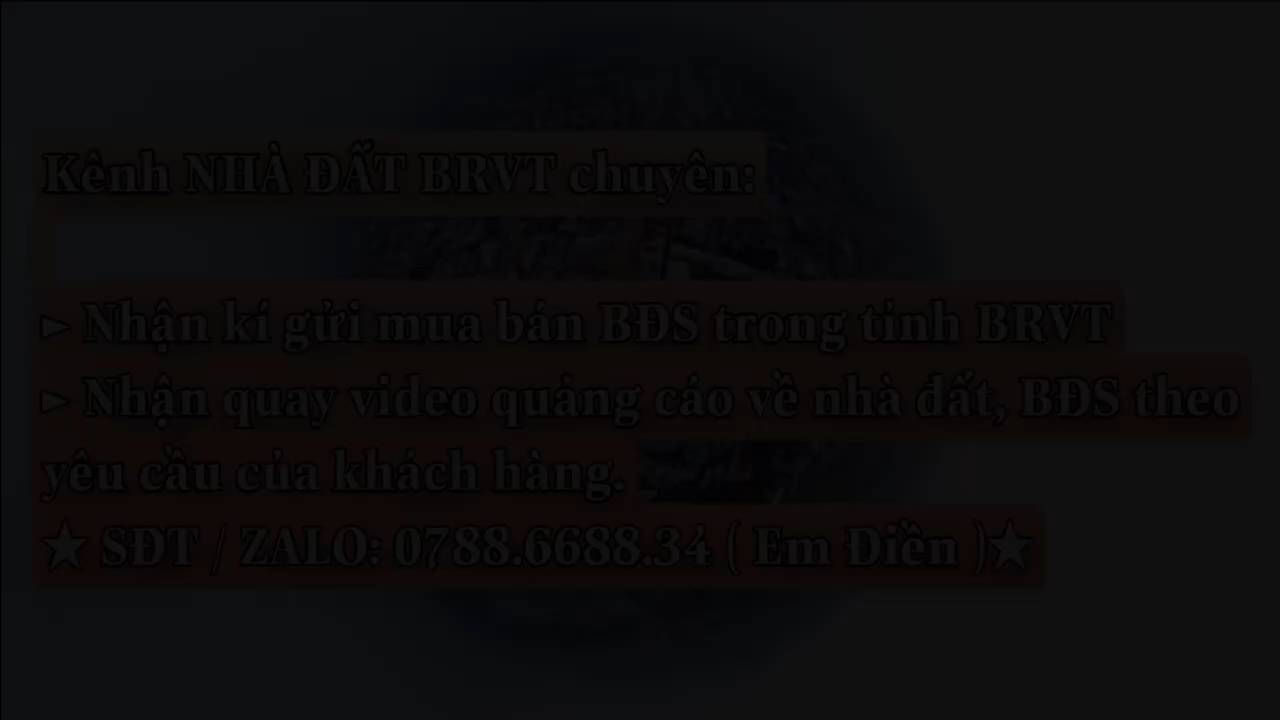 Kênh NHÀ ĐẤT BRVT chuyên:
► Nhận kí gửi mua bán BĐS trong tỉnh BRVT
► Nhận quay video quảng cáo về nhà đất, BĐS theo
yêu cầu của khách hàng.
★ SĐT / ZALO: 0788.6688.34 ( Em Điền )★